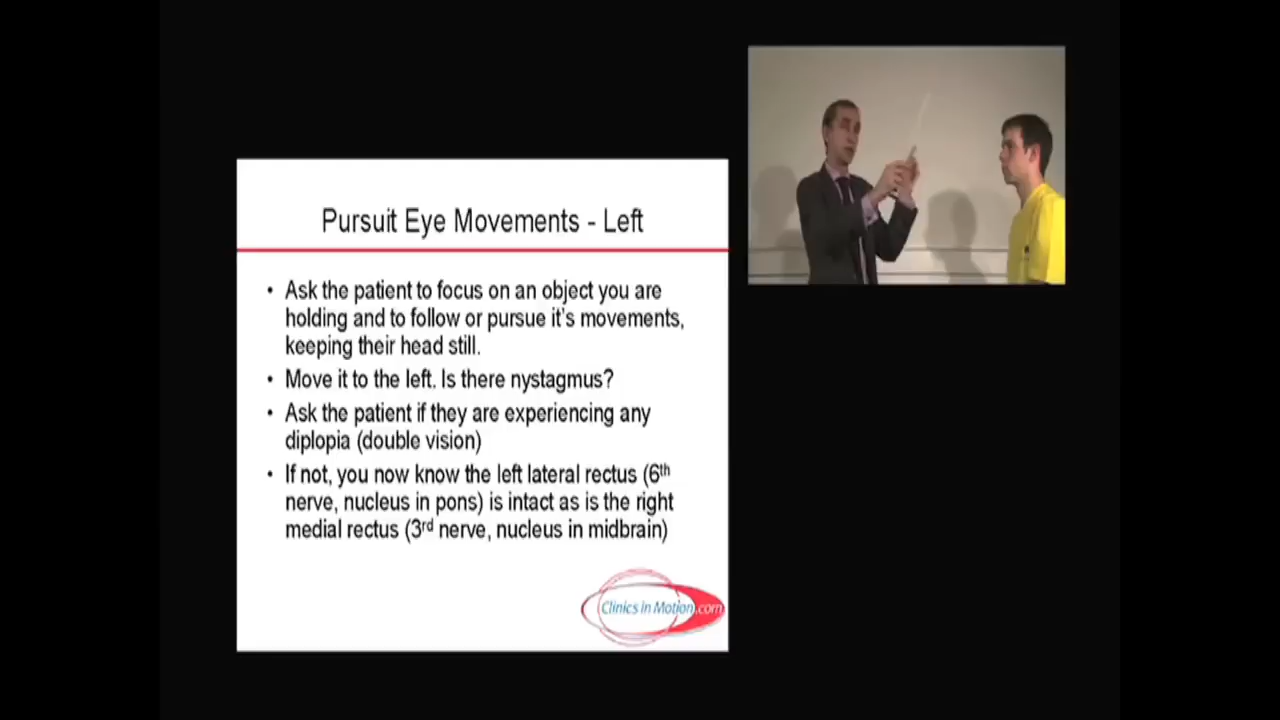 Pursuit Eye Movements - Left
• Ask the patient to focus on an object you are
holding and to follow or pursue it's movements,
keeping their head still.
• Move it to the left. Is there nystagmus?
• Ask the patient if they are experiencing any
diplopia (double vision)
• If not, you now know the left lateral rectus (6th
nerve, nucleus in pons) is intact as is the right
medial rectus (3rd nerve, nucleus in midbrain)
Clinics in Motion.com